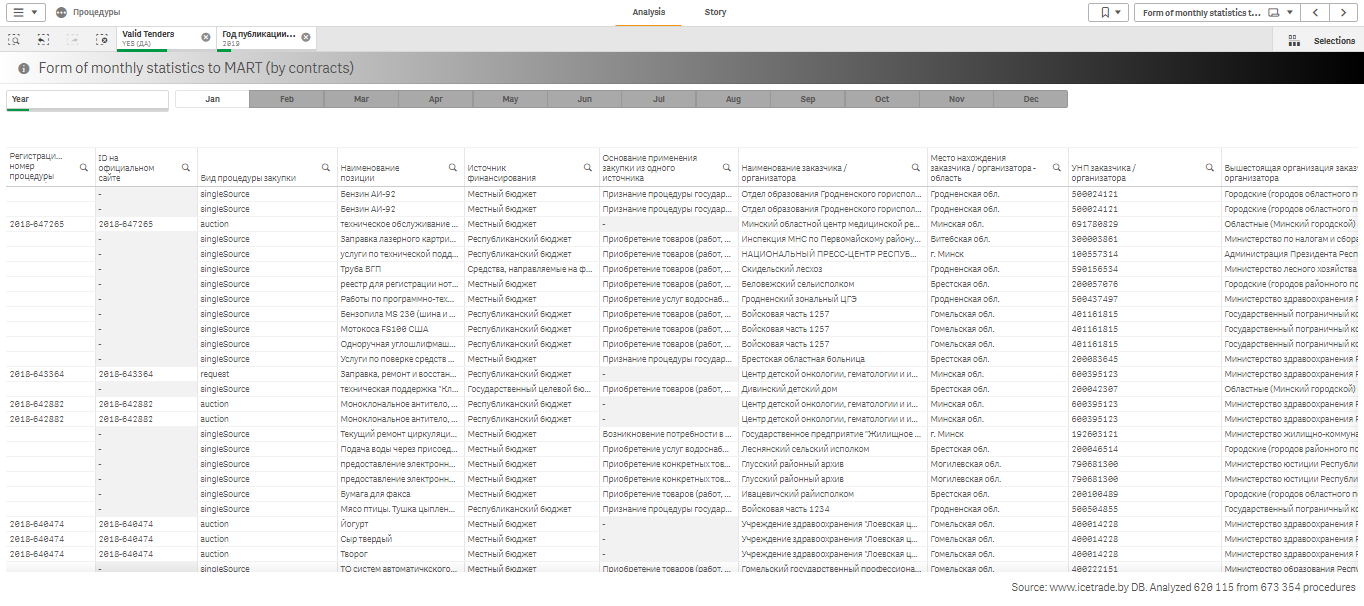 Процедуры
Analysis
Story
Form of monthly statistics t...
Valid Tenders
YES (ДА)
Год публикации...
2019
Selections
Form of monthly statistics to MART (by contracts)
Year
Jan Feb Mar Apr May Jun Jul Aug Sep Oct Nov Dec
Регистраци... номер процедуры
ID на официальном сайте
Вид процедуры закупки
Наименование позиции
Источник финансирования
Основание применения закупки из одного источника
Наименование заказчика / организатора
Место нахождения заказчика / организатора - область
УНП заказчика / организатора
Вышестоящая организация заказ организатора
- singleSource Бензин АИ-92 Местный бюджет Признание процедуры государ... Отдел образования Гродненского гориспол... Гродненская обл. 500024121 Городские (городов областного п
- singleSource Бензин АИ-92 Местный бюджет Признание процедуры государ... Отдел образования Гродненского гориспол... Гродненская обл. 500024121 Городские (городов областного п
2018-647265 2018-647265 auction техническое обслуживание ... Местный бюджет - Минский областной центр медицинской ре... Минская обл. 691780829 Областные (Минский городской)
- singleSource Заправка лазерного картри... Республиканский бюджет Приобретение товаров (работ, ... Инспекция МНС по Первомайскому району... Витебская обл. 300003861 Министерство по налогам и сбора
- singleSource услуги по технической подд... Республиканский бюджет Приобретение товаров (работ, ... НАЦИОНАЛЬНЫЙ ПРЕСС-ЦЕНТР РЕСПУБ... г. Минск 100557314 Администрация Президента Респ
- singleSource Труба ВГП Средства, направляемые на ф... Приобретение товаров (работ, ... Скидельский лесхоз Гродненская обл. 590156534 Министерство лесного хозяйства
- singleSource реестр для регистрации нот... Местный бюджет Приобретение товаров (работ, ... Беловежский сельисполком Брестская обл. 200057076 Городские (городов районного по
- singleSource Работы по программно-тех... Местный бюджет Приобретение услуг водоснаб... Гродненский зональный ЦГЭ Гродненская обл. 500437497 Министерство здравоохранения Р
- singleSource Бензопила MS 230 (шина и ... Республиканский бюджет Приобретение товаров (работ, ... Войсковая часть 1257 Гомельская обл. 401161815 Государственный пограничный ко
- singleSource Мотокоса FS100 США Республиканский бюджет Приобретение товаров (работ, ... Войсковая часть 1257 Гомельская обл. 401161815 Государственный пограничный ко
- singleSource Одноручная углошлифмаш... Республиканский бюджет Приобретение товаров (работ, ... Войсковая часть 1257 Гомельская обл. 401161815 Государственный пограничный ко
- singleSource Услуги по поверке средств ... Местный бюджет Признание процедуры государ... Брестская областная больница Брестская обл. 200083645 Министерство здравоохранения Р
2018-643364 2018-643364 request Заправка, ремонт и восстан... Республиканский бюджет - Центр детской онкологии, гематологии и и... Минская обл. 600395123 Министерство здравоохранения Р
- singleSource техническая поддержка "Кл... Государственный целевой бю... Приобретение товаров (работ, ... Дивинский детский дом Брестская обл. 200042307 Областные (Минский городской)
2018-642882 2018-642882 auction Моноклональное антитело, ... Республиканский бюджет - Центр детской онкологии, гематологии и и... Минская обл. 600395123 Министерство здравоохранения Р
2018-642882 2018-642882 auction Моноклональное антитело, ... Республиканский бюджет - Центр детской онкологии, гематологии и и... Минская обл. 600395123 Министерство здравоохранения Р
- singleSource Текущий ремонт циркуляци... Местный бюджет Возникновение потребности в ... Государственное предприятие "Жилищное ... г. Минск 192603121 Министерство жилищно-коммуна
- singleSource Подача воды через присоед... Местный бюджет Приобретение услуг водоснаб... Леснянский сельский исполком Брестская обл. 200046514 Городские (городов районного по
- singleSource предоставление электронн... Местный бюджет Приобретение конкретных тов... Глусский районный архив Могилевская обл. 790681300 Министерство юстиции Республи
- singleSource предоставление электронн... Местный бюджет Приобретение конкретных тов... Глусский районный архив Могилевская обл. 790681300 Министерство юстиции Республи
- singleSource Бумага для факса Местный бюджет Приобретение товаров (работ, ... Ивацевичский райисполком Брестская обл. 200100489 Городские (городов областного п
- singleSource Мясо птицы. Тушка цыплен... Республиканский бюджет Признание процедуры государ... Войсковая часть 1234 Гродненская обл. 500504855 Государственный пограничный ко
2018-640474 2018-640474 auction Йогурт Местный бюджет - Учреждение здравоохранения "Лоевская ц... Гомельская обл. 400014228 Министерство здравоохранения Р
2018-640474 2018-640474 auction Сыр твердый Местный бюджет - Учреждение здравоохранения "Лоевская ц... Гомельская обл. 400014228 Министерство здравоохранения Р
2018-640474 2018-640474 auction Творог Местный бюджет - Учреждение здравоохранения "Лоевская ц... Гомельская обл. 400014228 Министерство здравоохранения Р
- singleSource ТО систем автоматичкского... Местный бюджет Приобретение товаров (работ, ... Гомельский государственный профессиона... Гомельская обл. 400222151 Министерство образования Респу
Source: www.icetrade.by DB. Analyzed 620 115 from 673 354 procedures